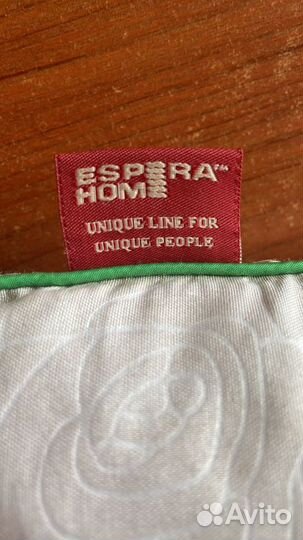 ESPERA™
HOME
UNIQUE LINE FOR
UNIQUE PEOPLE
Avito